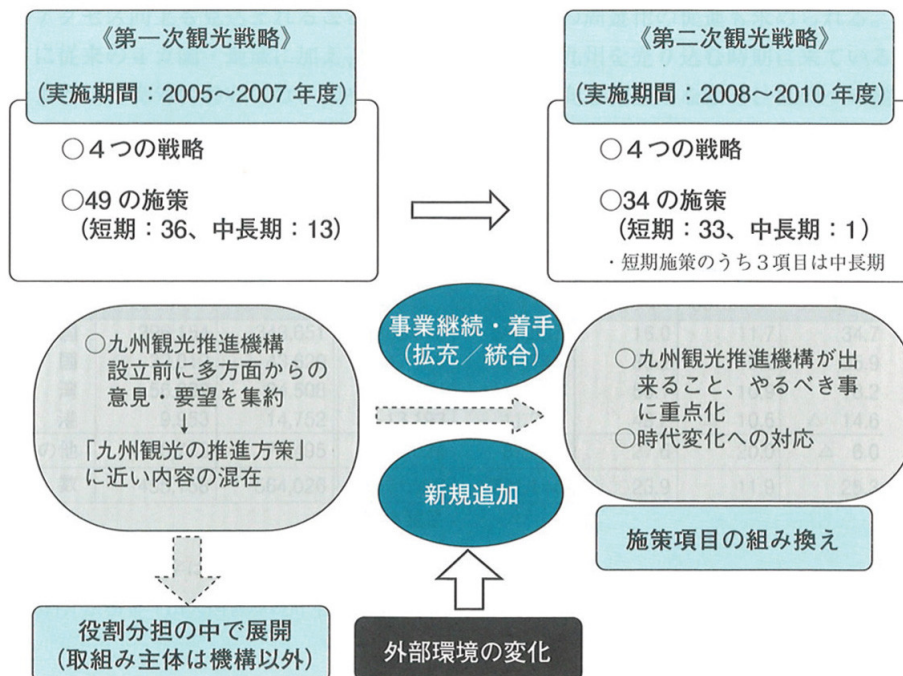 《第一次観光戦略》
(実施期間：2005〜2007年度)
○４つの戦略
○49の施策
(短期：36、中長期：13)
《第二次観光戦略》
(実施期間：2008〜2010年度)
○４つの戦略
○34の施策
(短期：33、中長期：1)
・短期施策のうち３項目は中長期
○九州観光推進機構
設立前に多方面からの
意見・要望を集約
↓
「九州観光の推進方策」
に近い内容の混在
事業継続・着手
(拡充／統合)
新規追加
○九州観光推進機構が出
来ること、やるべき事
に重点化
○時代変化への対応
施策項目の組み換え
役割分担の中で展開
(取組み主体は機構以外)
外部環境の変化